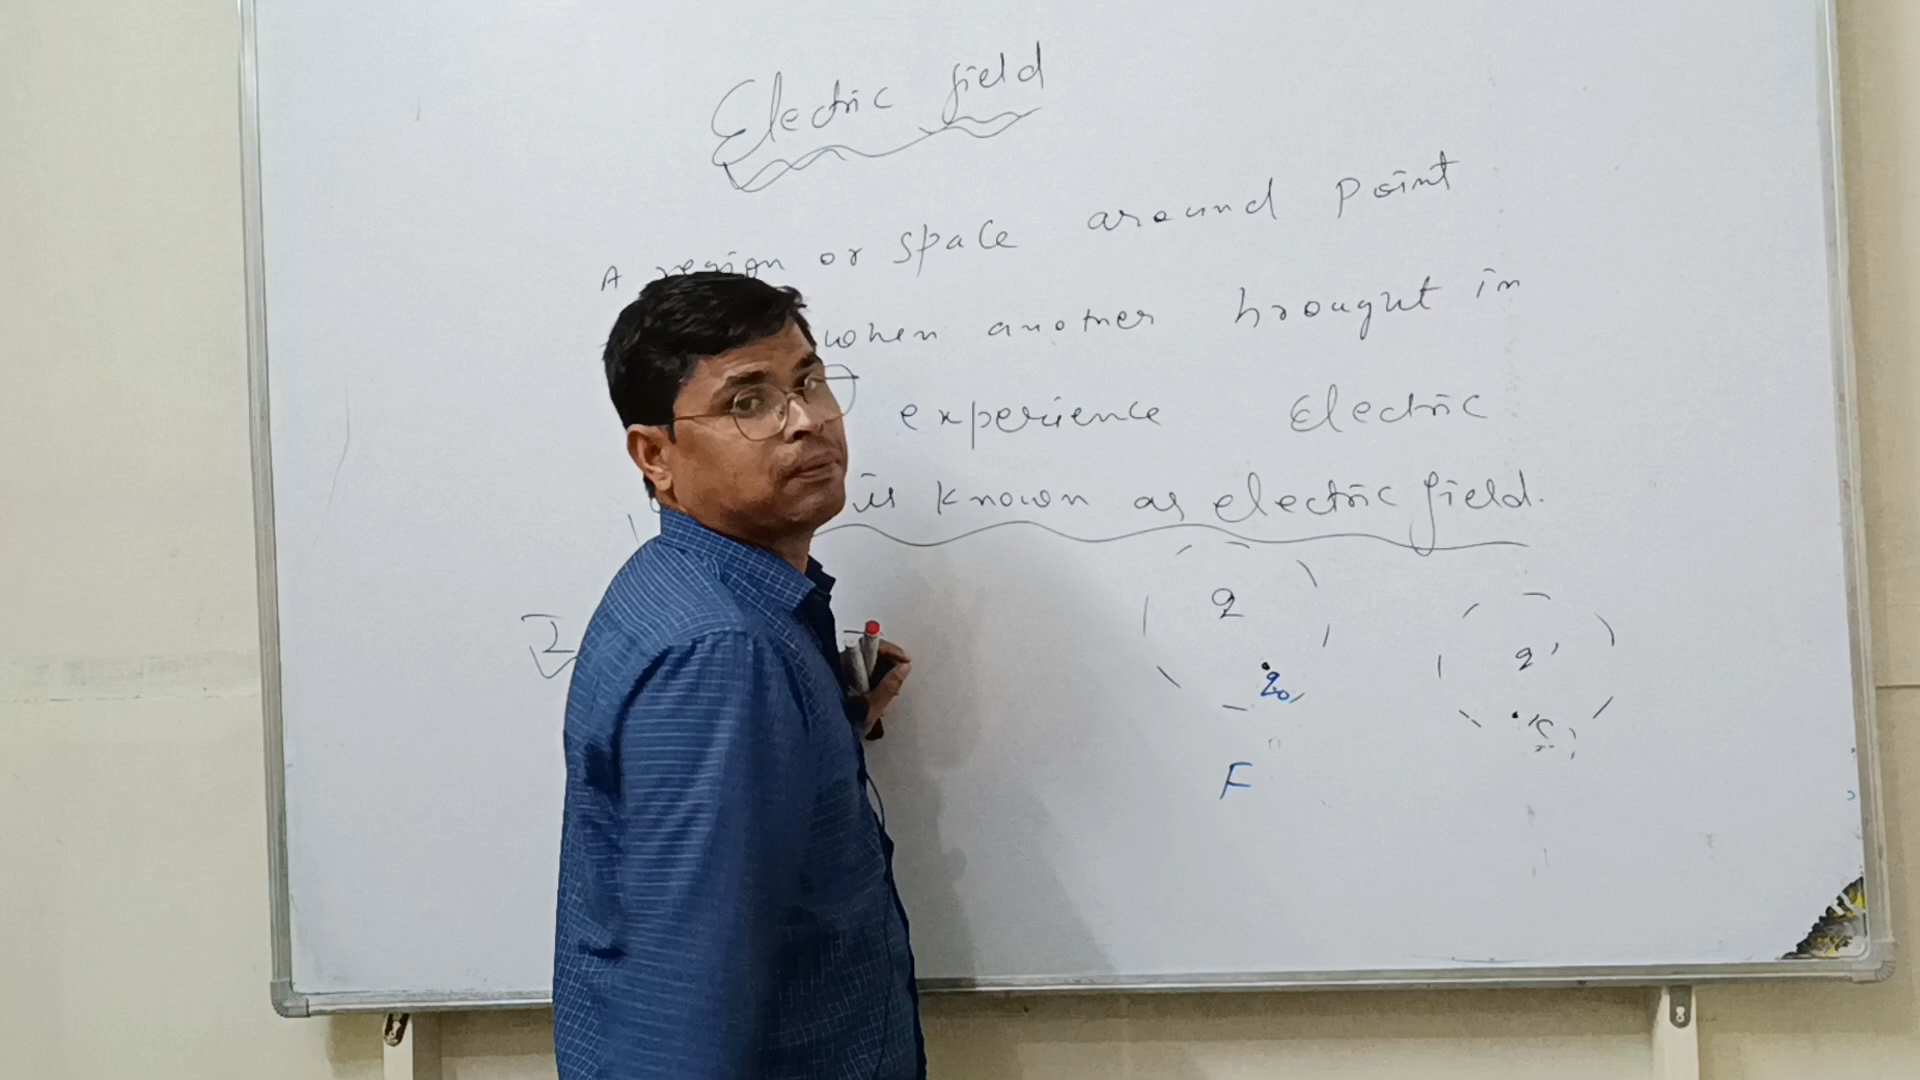 Electric field
A region or space around point
when another brought in
experience Electric
is known as electric field.
q
q'
q₀
F